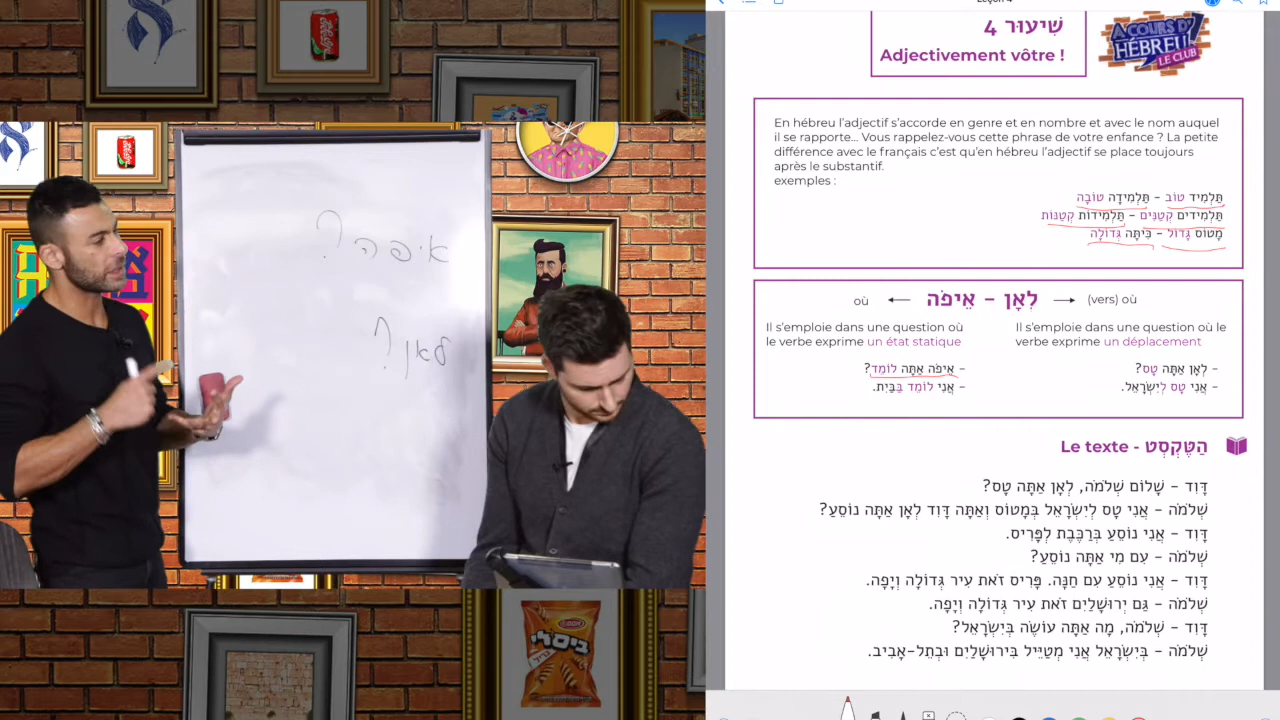 Leçon 4
שִׁיעוּר 4
Adjectivement vôtre !
A COURS D'
HÉBREU
LE CLUB
En hébreu l'adjectif s'accorde en genre et en nombre et avec le nom auquel
il se rapporte... Vous rappelez-vous cette phrase de votre enfance ? La petite
différence avec le français c'est qu'en hébreu l'adjectif se place toujours
après le substantif.
exemples :
תַּלְמִיד טוֹב – תַּלְמִידָה טוֹבָה
תַּלְמִידִים קְטַנִּים – תַּלְמִידוֹת קְטַנּוֹת
מָטוֹס גָּדוֹל – כִּיתָּה גְּדוֹלָה
(vers) où → לְאָן – אֵיפֹה ← où
Il s'emploie dans une question où le
verbe exprime un déplacement
– לְאָן אַתָּה טָס?
– אֲנִי טָס לְיִשְׂרָאֵל.
Il s'emploie dans une question où
le verbe exprime un état statique
– אֵיפֹה אַתָּה לוֹמֵד?
– אֲנִי לוֹמֵד בַּבַּיִת.
הַטֶּקְסְט - Le texte
דָּוִד – שָׁלוֹם שְׁלֹמֹה, לְאָן אַתָּה טָס?
שְׁלֹמֹה – אֲנִי טָס לְיִשְׂרָאֵל בְּמָטוֹס וְאַתָּה דָּוִד לְאָן אַתָּה נוֹסֵעַ?
דָּוִד – אֲנִי נוֹסֵעַ בְּרַכֶּבֶת לְפָּרִיס.
שְׁלֹמֹה – עִם מִי אַתָּה נוֹסֵעַ?
דָּוִד – אֲנִי נוֹסֵעַ עִם חַנָּה. פָּרִיס זֹאת עִיר גְּדוֹלָה וְיָפָה.
שְׁלֹמֹה – גַּם יְרוּשָׁלַיִם זֹאת עִיר גְּדוֹלָה וְיָפָה.
דָּוִד – שְׁלֹמֹה, מָה אַתָּה עוֹשֶׂה בְּיִשְׂרָאֵל?
שְׁלֹמֹה – בְּיִשְׂרָאֵל אֲנִי מְטַיֵּיל בִּירוּשָׁלַיִם וּבְתֵל-אָבִיב.
איפה?
לאן?
ביסלי
גריל